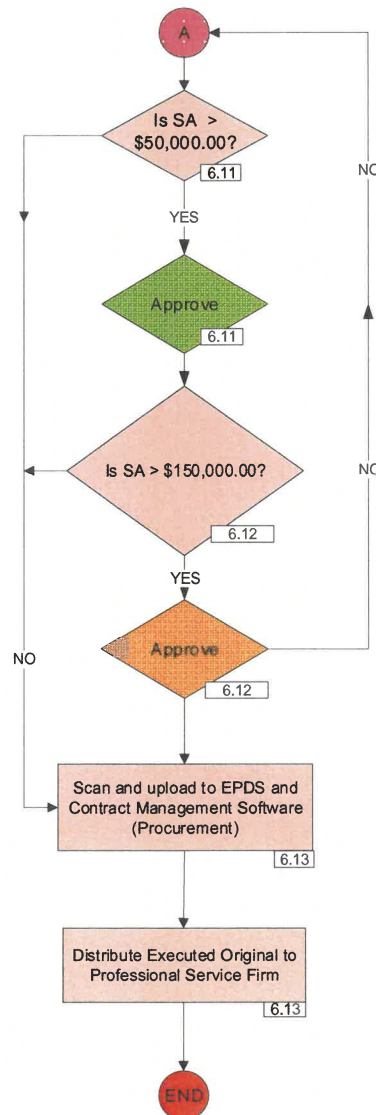 A
Is SA >
$50,000.00?
6.11
NO
YES
Approve
6.11
Is SA > $150,000.00?
NO
6.12
YES
Approve
NO
6.12
Scan and upload to EPDS and
Contract Management Software
(Procurement)
6.13
Distribute Executed Original to
Professional Service Firm
6.13
END